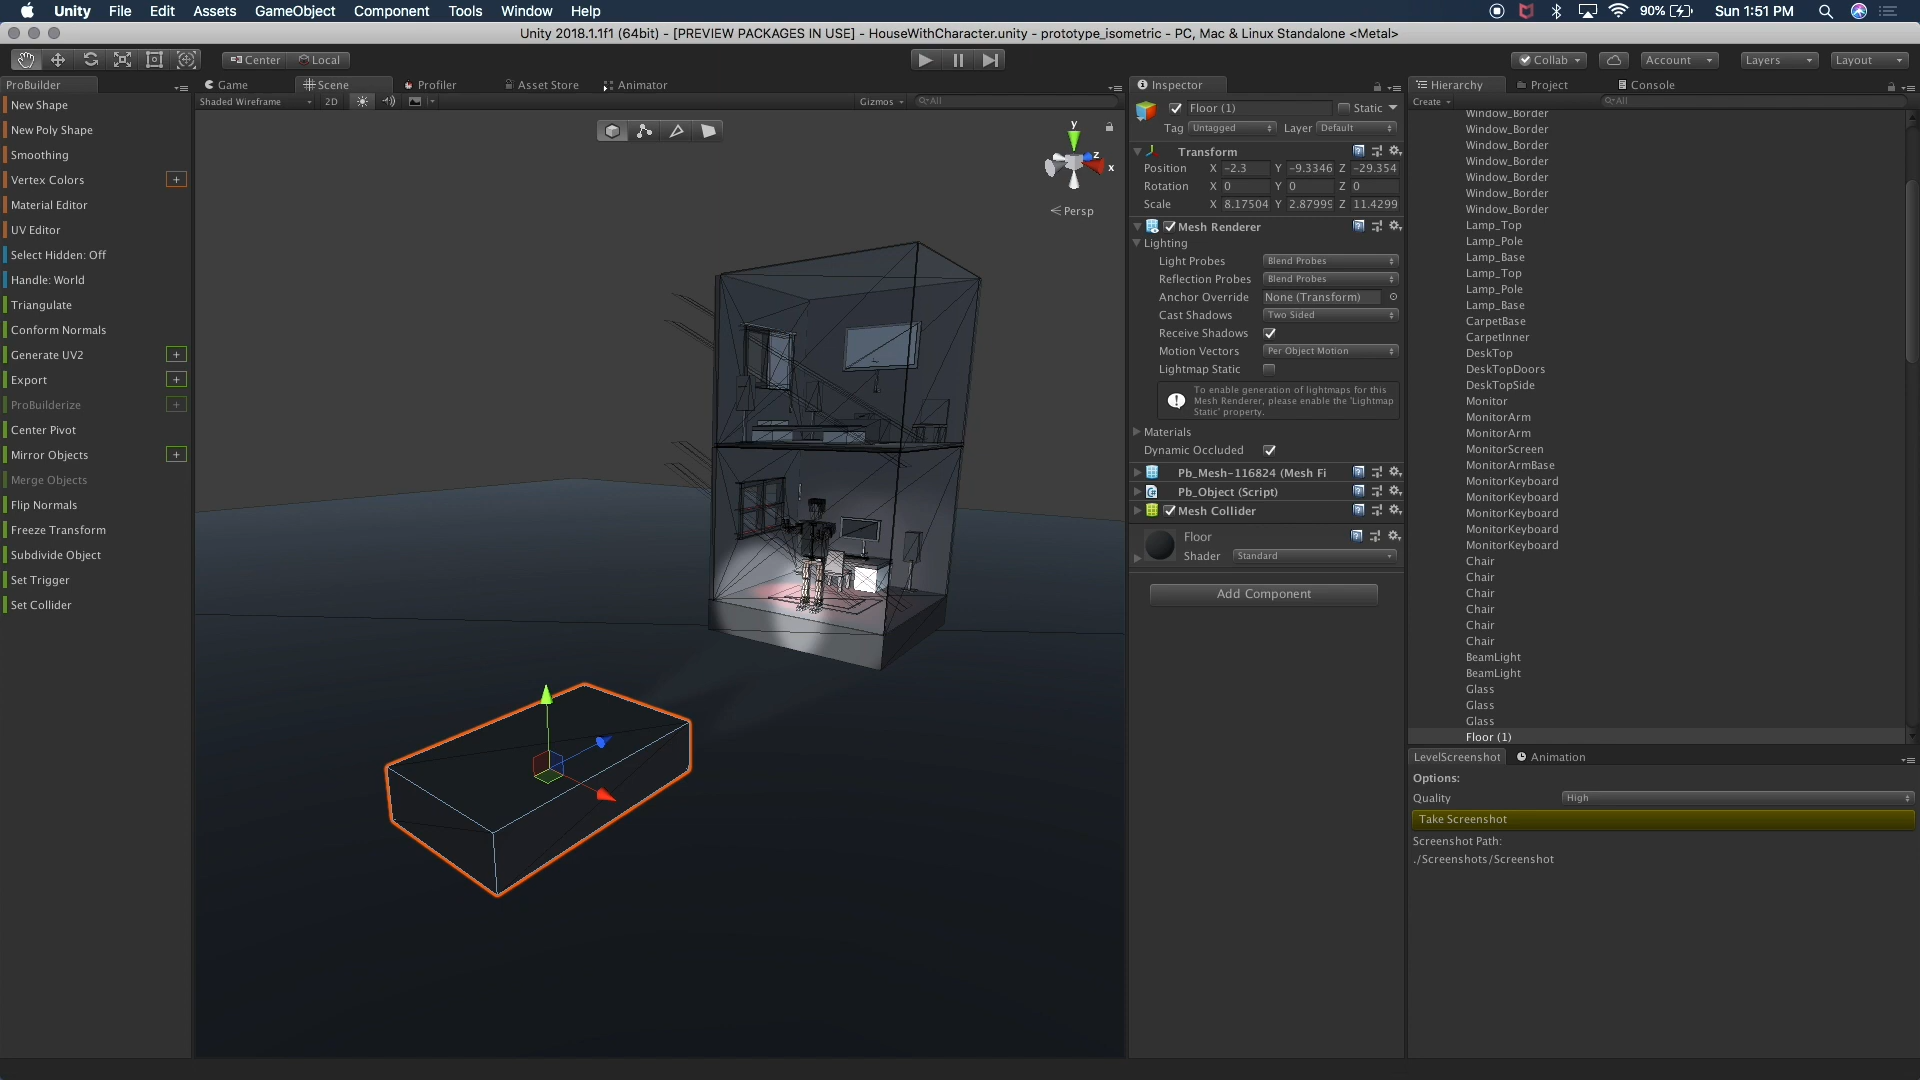 Unity File Edit Assets GameObject Component Tools Window Help 90% Sun 1:51 PM
Unity 2018.1.1f1 (64bit) - [PREVIEW PACKAGES IN USE] - HouseWithCharacter.unity - prototype_isometric - PC, Mac & Linux Standalone <Metal>
Center Local Collab Account Layers Layout
ProBuilder
New Shape
New Poly Shape
Smoothing
Vertex Colors +
Material Editor
UV Editor
Select Hidden: Off
Handle: World
Triangulate
Conform Normals
Generate UV2 +
Export +
ProBuilderize +
Center Pivot
Mirror Objects +
Merge Objects
Flip Normals
Freeze Transform
Subdivide Object
Set Trigger
Set Collider
Game Scene Profiler Asset Store Animator
Shaded Wireframe 2D Gizmos All
y
z
x
Persp
Inspector
Floor (1) Static
Tag Untagged Layer Default
Transform
Position X -2.3 Y -9.3346 Z -29.354
Rotation X 0 Y 0 Z 0
Scale X 8.17504 Y 2.87999 Z 11.4299
Mesh Renderer
Lighting
Light Probes Blend Probes
Reflection Probes Blend Probes
Anchor Override None (Transform)
Cast Shadows Two Sided
Receive Shadows
Motion Vectors Per Object Motion
Lightmap Static
To enable generation of lightmaps for this
Mesh Renderer, please enable the 'Lightmap
Static' property.
Materials
Dynamic Occluded
Pb_Mesh-116824 (Mesh Fi
Pb_Object (Script)
Mesh Collider
Floor
Shader Standard
Add Component
Hierarchy Project Console
Create All
Window_Border
Window_Border
Window_Border
Window_Border
Window_Border
Window_Border
Window_Border
Lamp_Top
Lamp_Pole
Lamp_Base
Lamp_Top
Lamp_Pole
Lamp_Base
CarpetBase
CarpetInner
DeskTop
DeskTopDoors
DeskTopSide
Monitor
MonitorArm
MonitorArm
MonitorScreen
MonitorArmBase
MonitorKeyboard
MonitorKeyboard
MonitorKeyboard
MonitorKeyboard
MonitorKeyboard
Chair
Chair
Chair
Chair
Chair
Chair
BeamLight
BeamLight
Glass
Glass
Glass
Floor (1)
LevelScreenshot Animation
Options:
Quality High
Take Screenshot
Screenshot Path:
./Screenshots/Screenshot